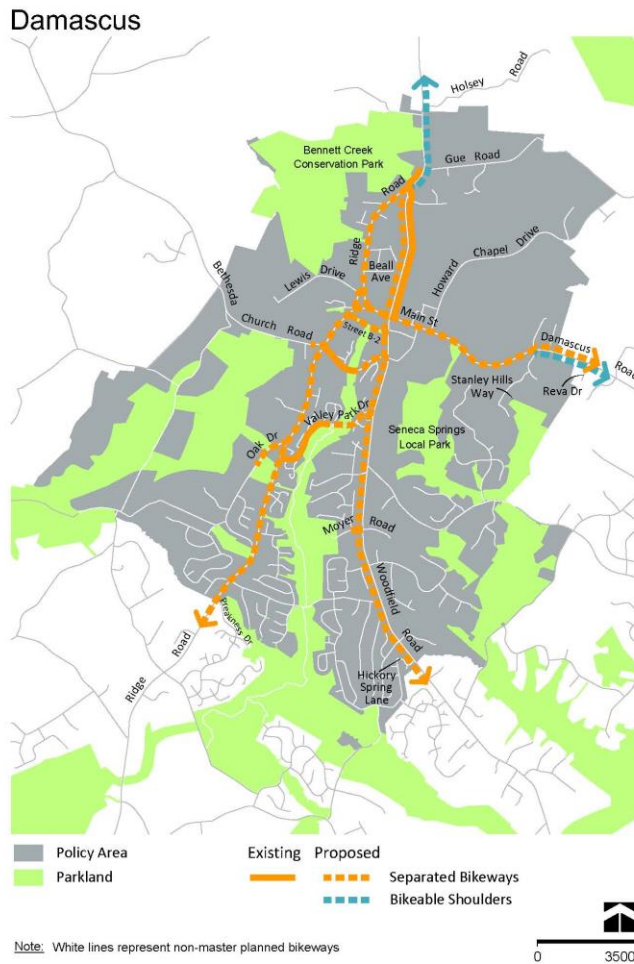 Damascus
Holsey Road
Bennett Creek
Conservation Park
Gue Road
Ridge Road
Beall
Ave
Howard Chapel Drive
Lewis Drive
Bethesda
Church Road
Main St
Street B-2
Damascus
Road
Stanley Hills
Way
Reva Dr
Valley Park Dr
Oak Dr
Seneca Springs
Local Park
Moyer Road
Woodfield
Road
Preakness Dr
Ridge Road
Hickory
Spring
Lane
Policy Area
Parkland
Existing Proposed
Separated Bikeways
Bikeable Shoulders
Note: White lines represent non-master planned bikeways
0 3500